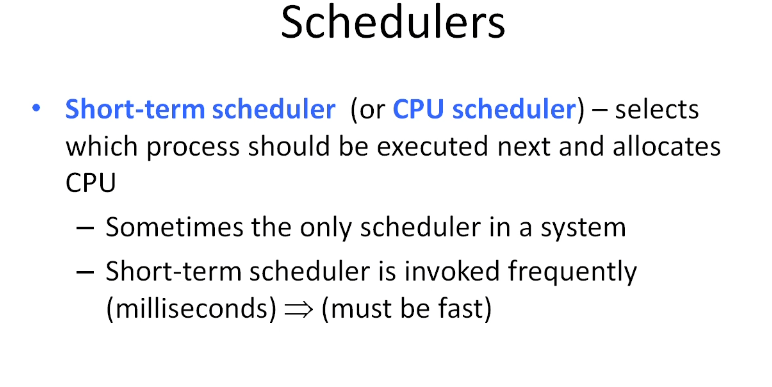 Schedulers
• Short-term scheduler (or CPU scheduler) – selects
which process should be executed next and allocates
CPU
– Sometimes the only scheduler in a system
– Short-term scheduler is invoked frequently
(milliseconds) ⇒ (must be fast)